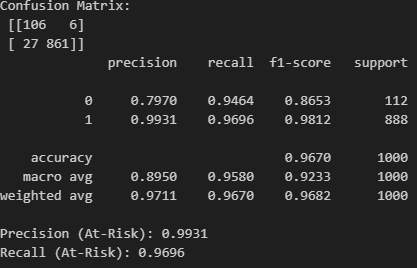 Confusion Matrix:
[[106   6]
[ 27 861]]
precision    recall  f1-score   support
0     0.7970    0.9464    0.8653       112
1     0.9931    0.9696    0.9812       888
accuracy                         0.9670      1000
macro avg     0.8950    0.9580    0.9233      1000
weighted avg     0.9711    0.9670    0.9682      1000
Precision (At-Risk): 0.9931
Recall (At-Risk): 0.9696